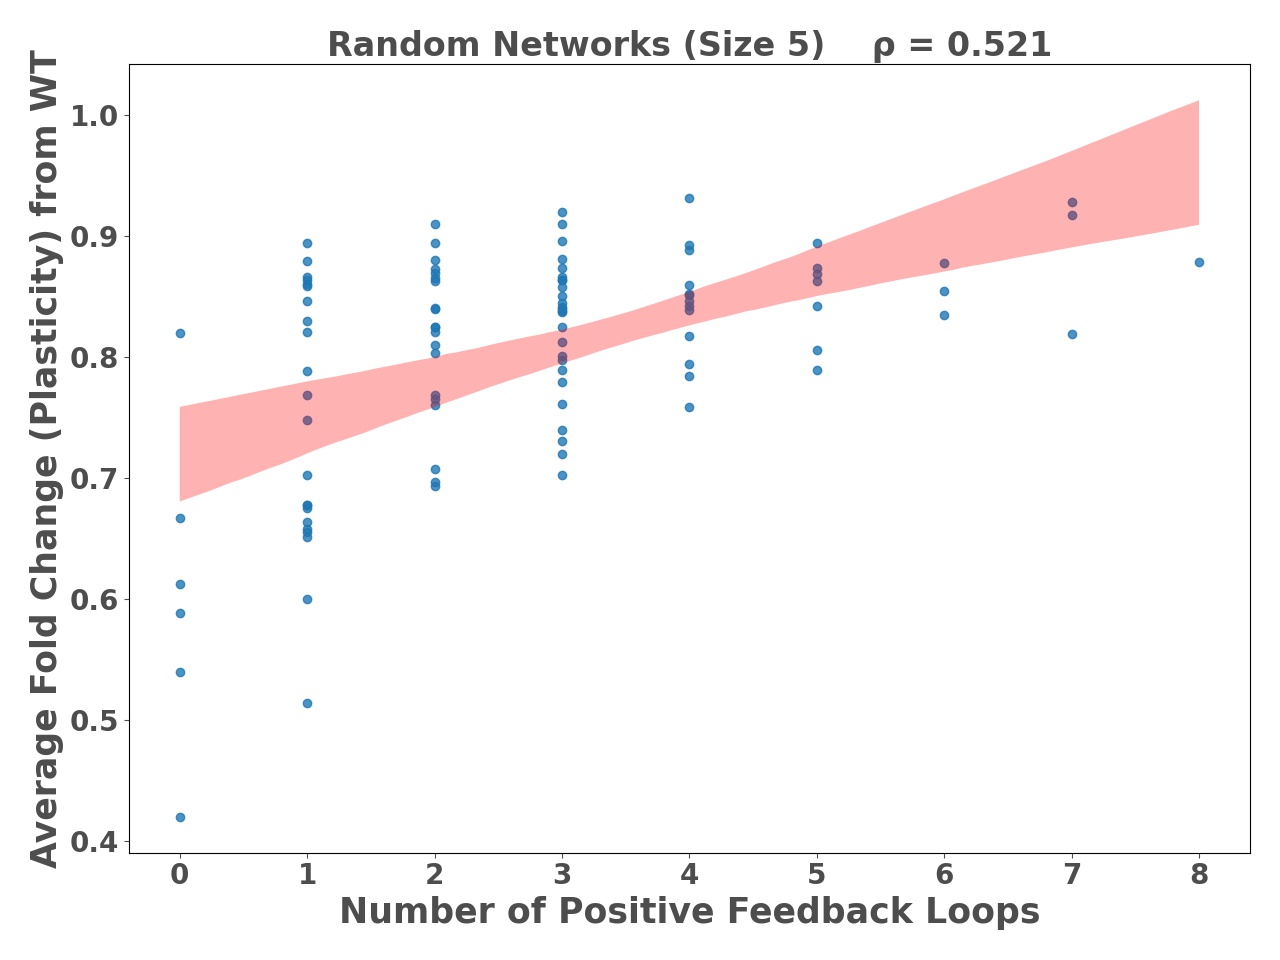 Random Networks (Size 5) ρ = 0.521
Average Fold Change (Plasticity) from WT
1.0
0.9
0.8
0.7
0.6
0.5
0.4
0 1 2 3 4 5 6 7 8
Number of Positive Feedback Loops